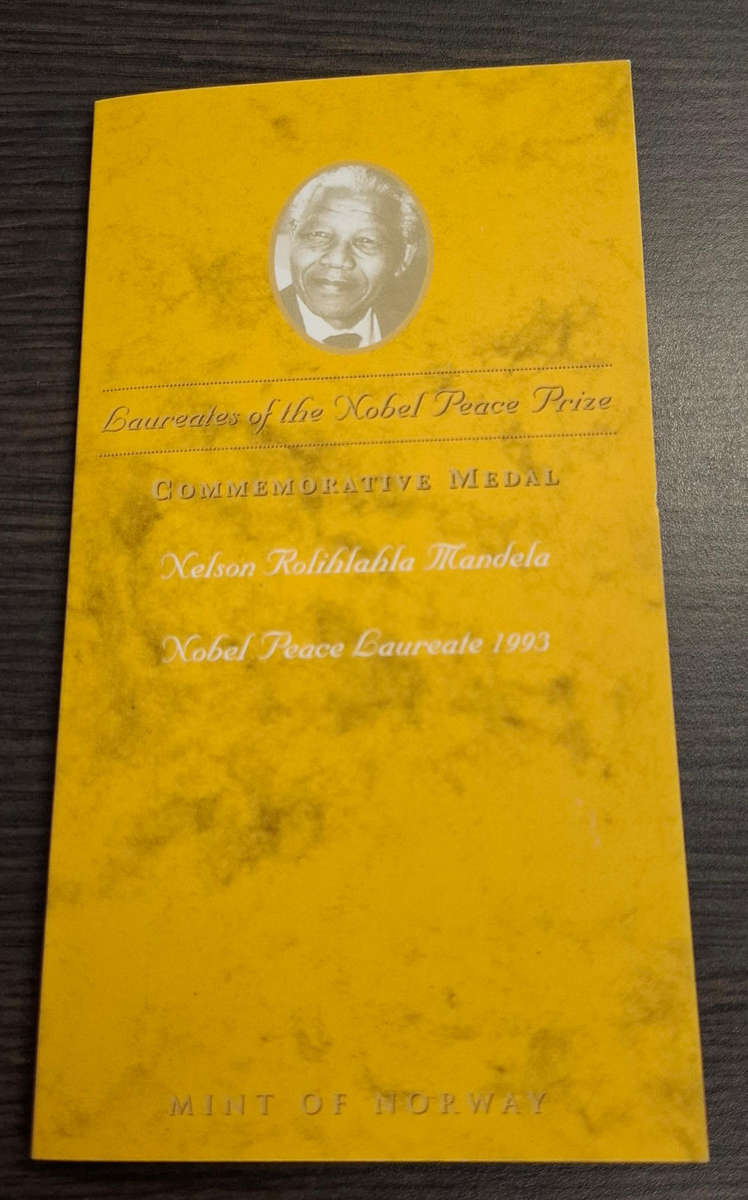 Laureates of the Nobel Peace Prize
COMMEMORATIVE MEDAL
Nelson Rolihlahla Mandela
Nobel Peace Laureate 1993
MINT OF NORWAY